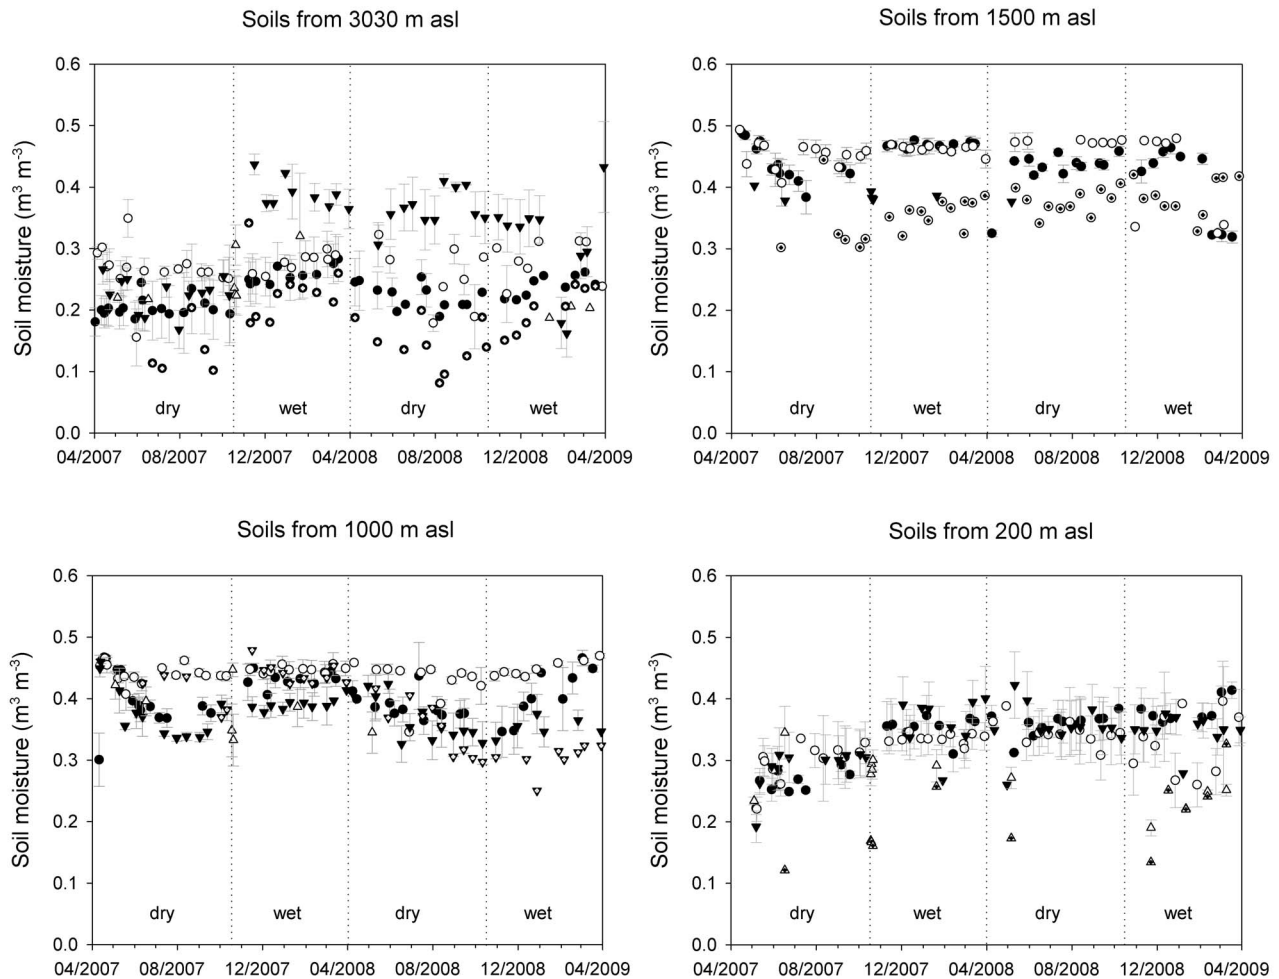 Soils from 3030 m asl
Soil moisture (m³ m⁻³)
0.6
0.5
0.4
0.3
0.2
0.1
0.0
dry
wet
dry
wet
04/2007 08/2007 12/2007 04/2008 08/2008 12/2008 04/2009
Soils from 1500 m asl
Soil moisture (m³ m⁻³)
0.6
0.5
0.4
0.3
0.2
0.1
0.0
dry
wet
dry
wet
04/2007 08/2007 12/2007 04/2008 08/2008 12/2008 04/2009
Soils from 1000 m asl
Soil moisture (m³ m⁻³)
0.6
0.5
0.4
0.3
0.2
0.1
0.0
dry
wet
dry
wet
04/2007 08/2007 12/2007 04/2008 08/2008 12/2008 04/2009
Soils from 200 m asl
Soil moisture (m³ m⁻³)
0.6
0.5
0.4
0.3
0.2
0.1
0.0
dry
wet
dry
wet
04/2007 08/2007 12/2007 04/2008 08/2008 12/2008 04/2009